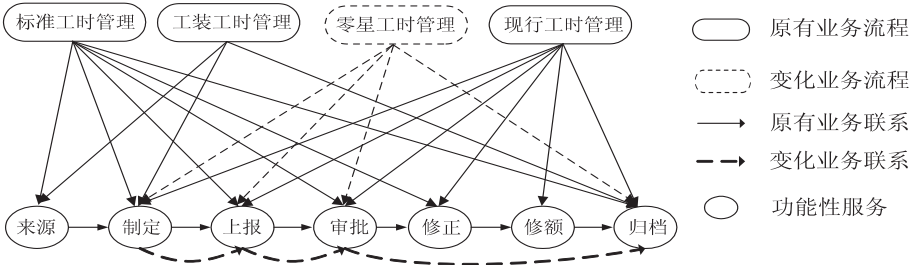 标准工时管理
工装工时管理
零星工时管理
现行工时管理
原有业务流程
变化业务流程
原有业务联系
变化业务联系
功能性服务
来源
制定
上报
审批
修正
修额
归档